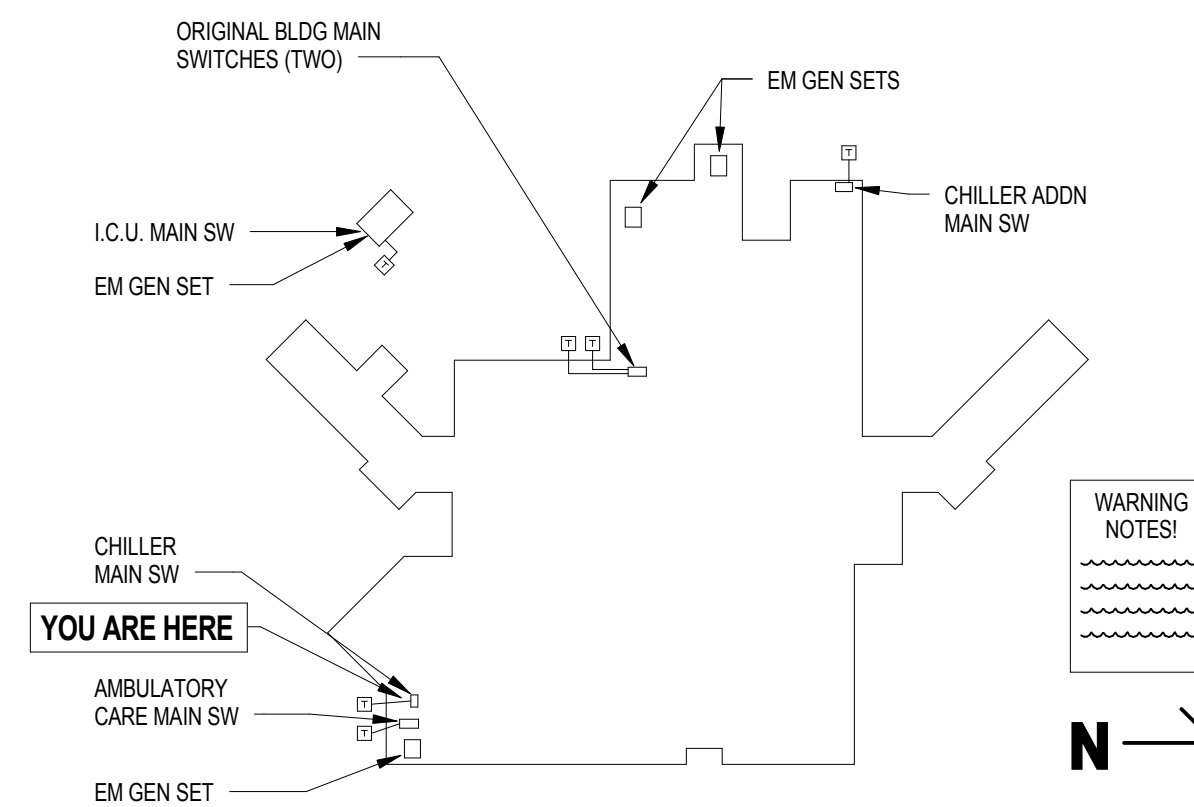 ORIGINAL BLDG MAIN
SWITCHES (TWO)
EM GEN SETS
T
CHILLER ADDN
MAIN SW
I.C.U. MAIN SW
T
EM GEN SET
T T
WARNING
NOTES!
CHILLER
MAIN SW
YOU ARE HERE
AMBULATORY
CARE MAIN SW
T
T
EM GEN SET
N